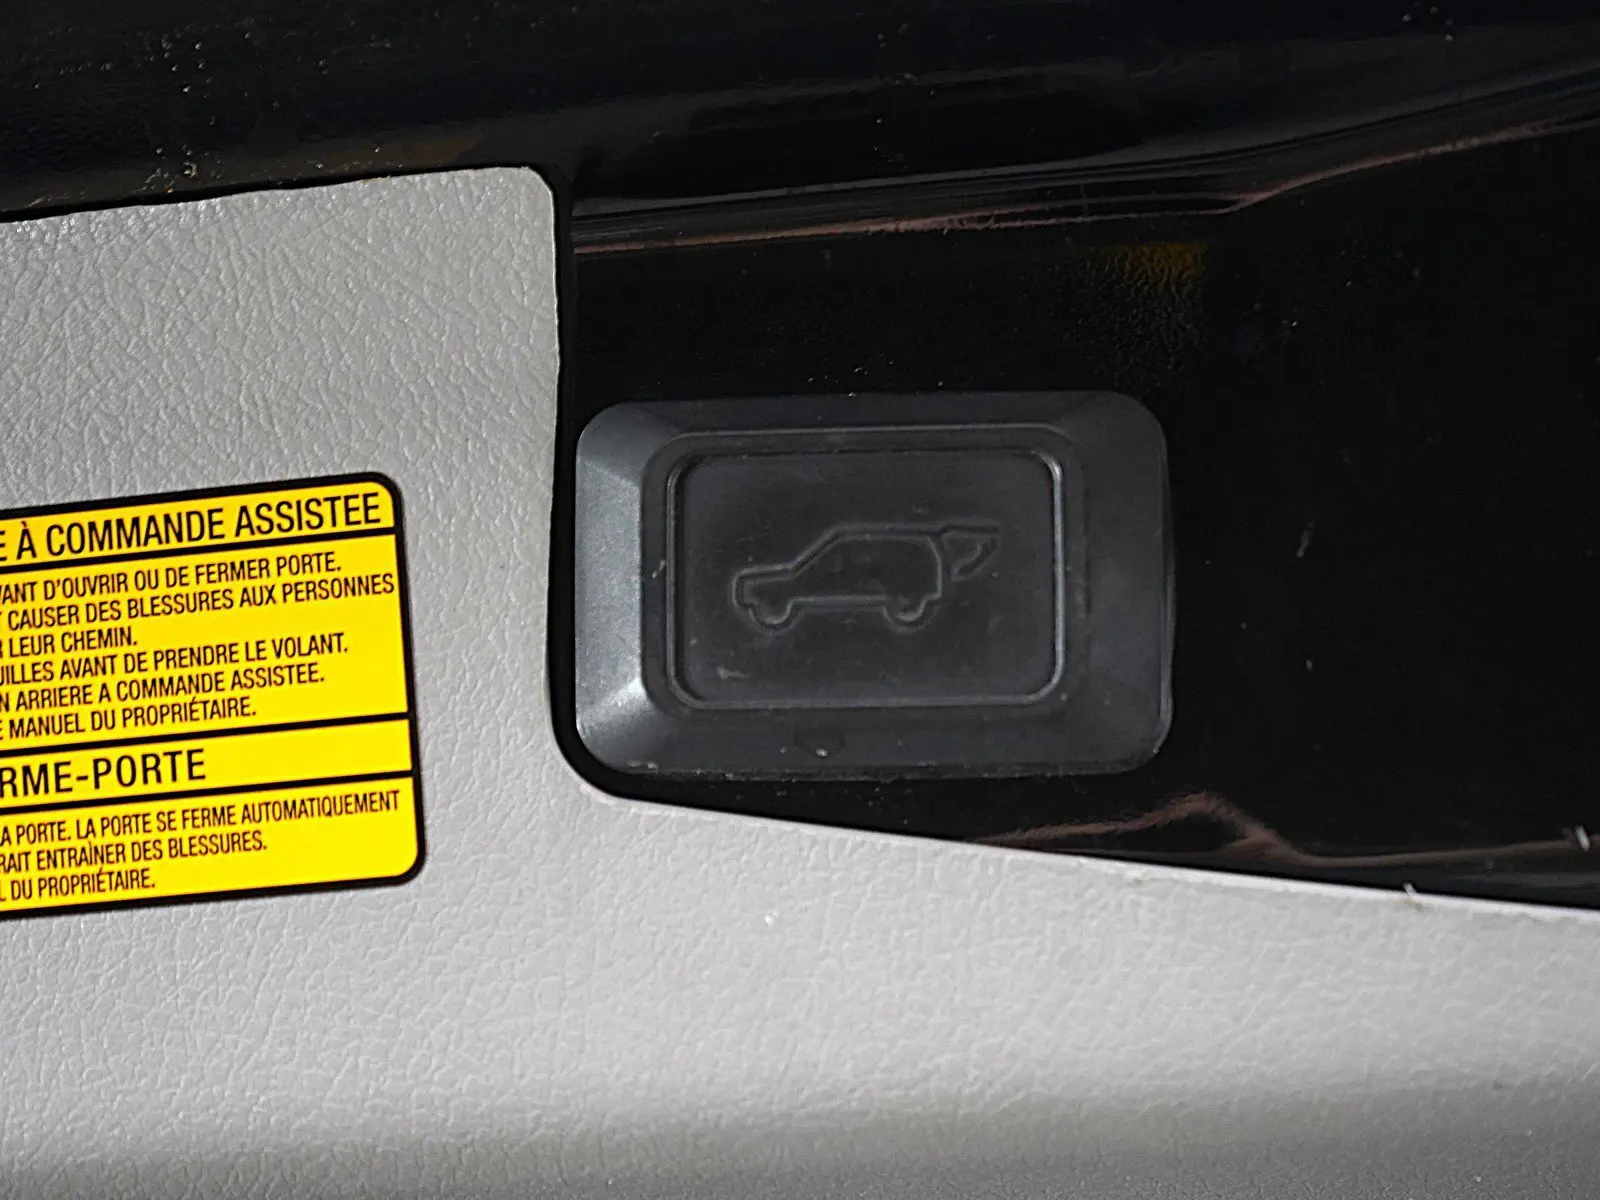 À COMMANDE ASSISTEE
D'OUVRIR OU DE FERMER PORTE.
CAUSER DES BLESSURES AUX PERSONNES
LEUR CHEMIN.
AVANT DE PRENDRE LE VOLANT.
ARRIERE A COMMANDE ASSISTEE.
MANUEL DU PROPRIÉTAIRE.
RME-PORTE
LA PORTE. LA PORTE SE FERME AUTOMATIQUEMENT
RAIT ENTRAÎNER DES BLESSURES.
DU PROPRIÉTAIRE.